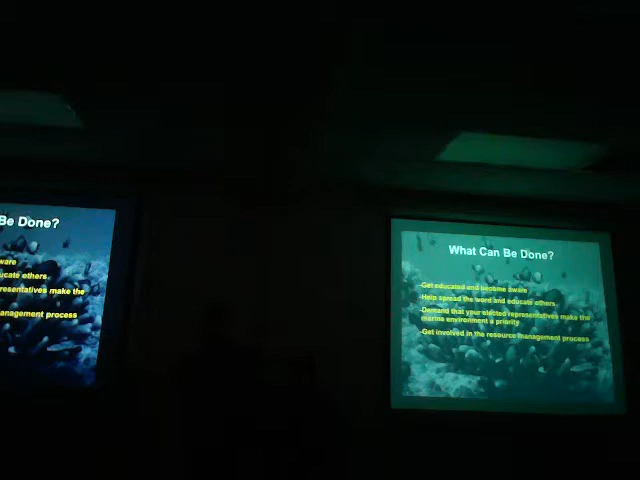 Be Done?
ware
ucate others
resentatives make the
anagement process
What Can Be Done?
-Get educated and become aware
-Help spread the word and educate others
-Demand that your elected representatives make the
marine environment a priority
-Get involved in the resource management process